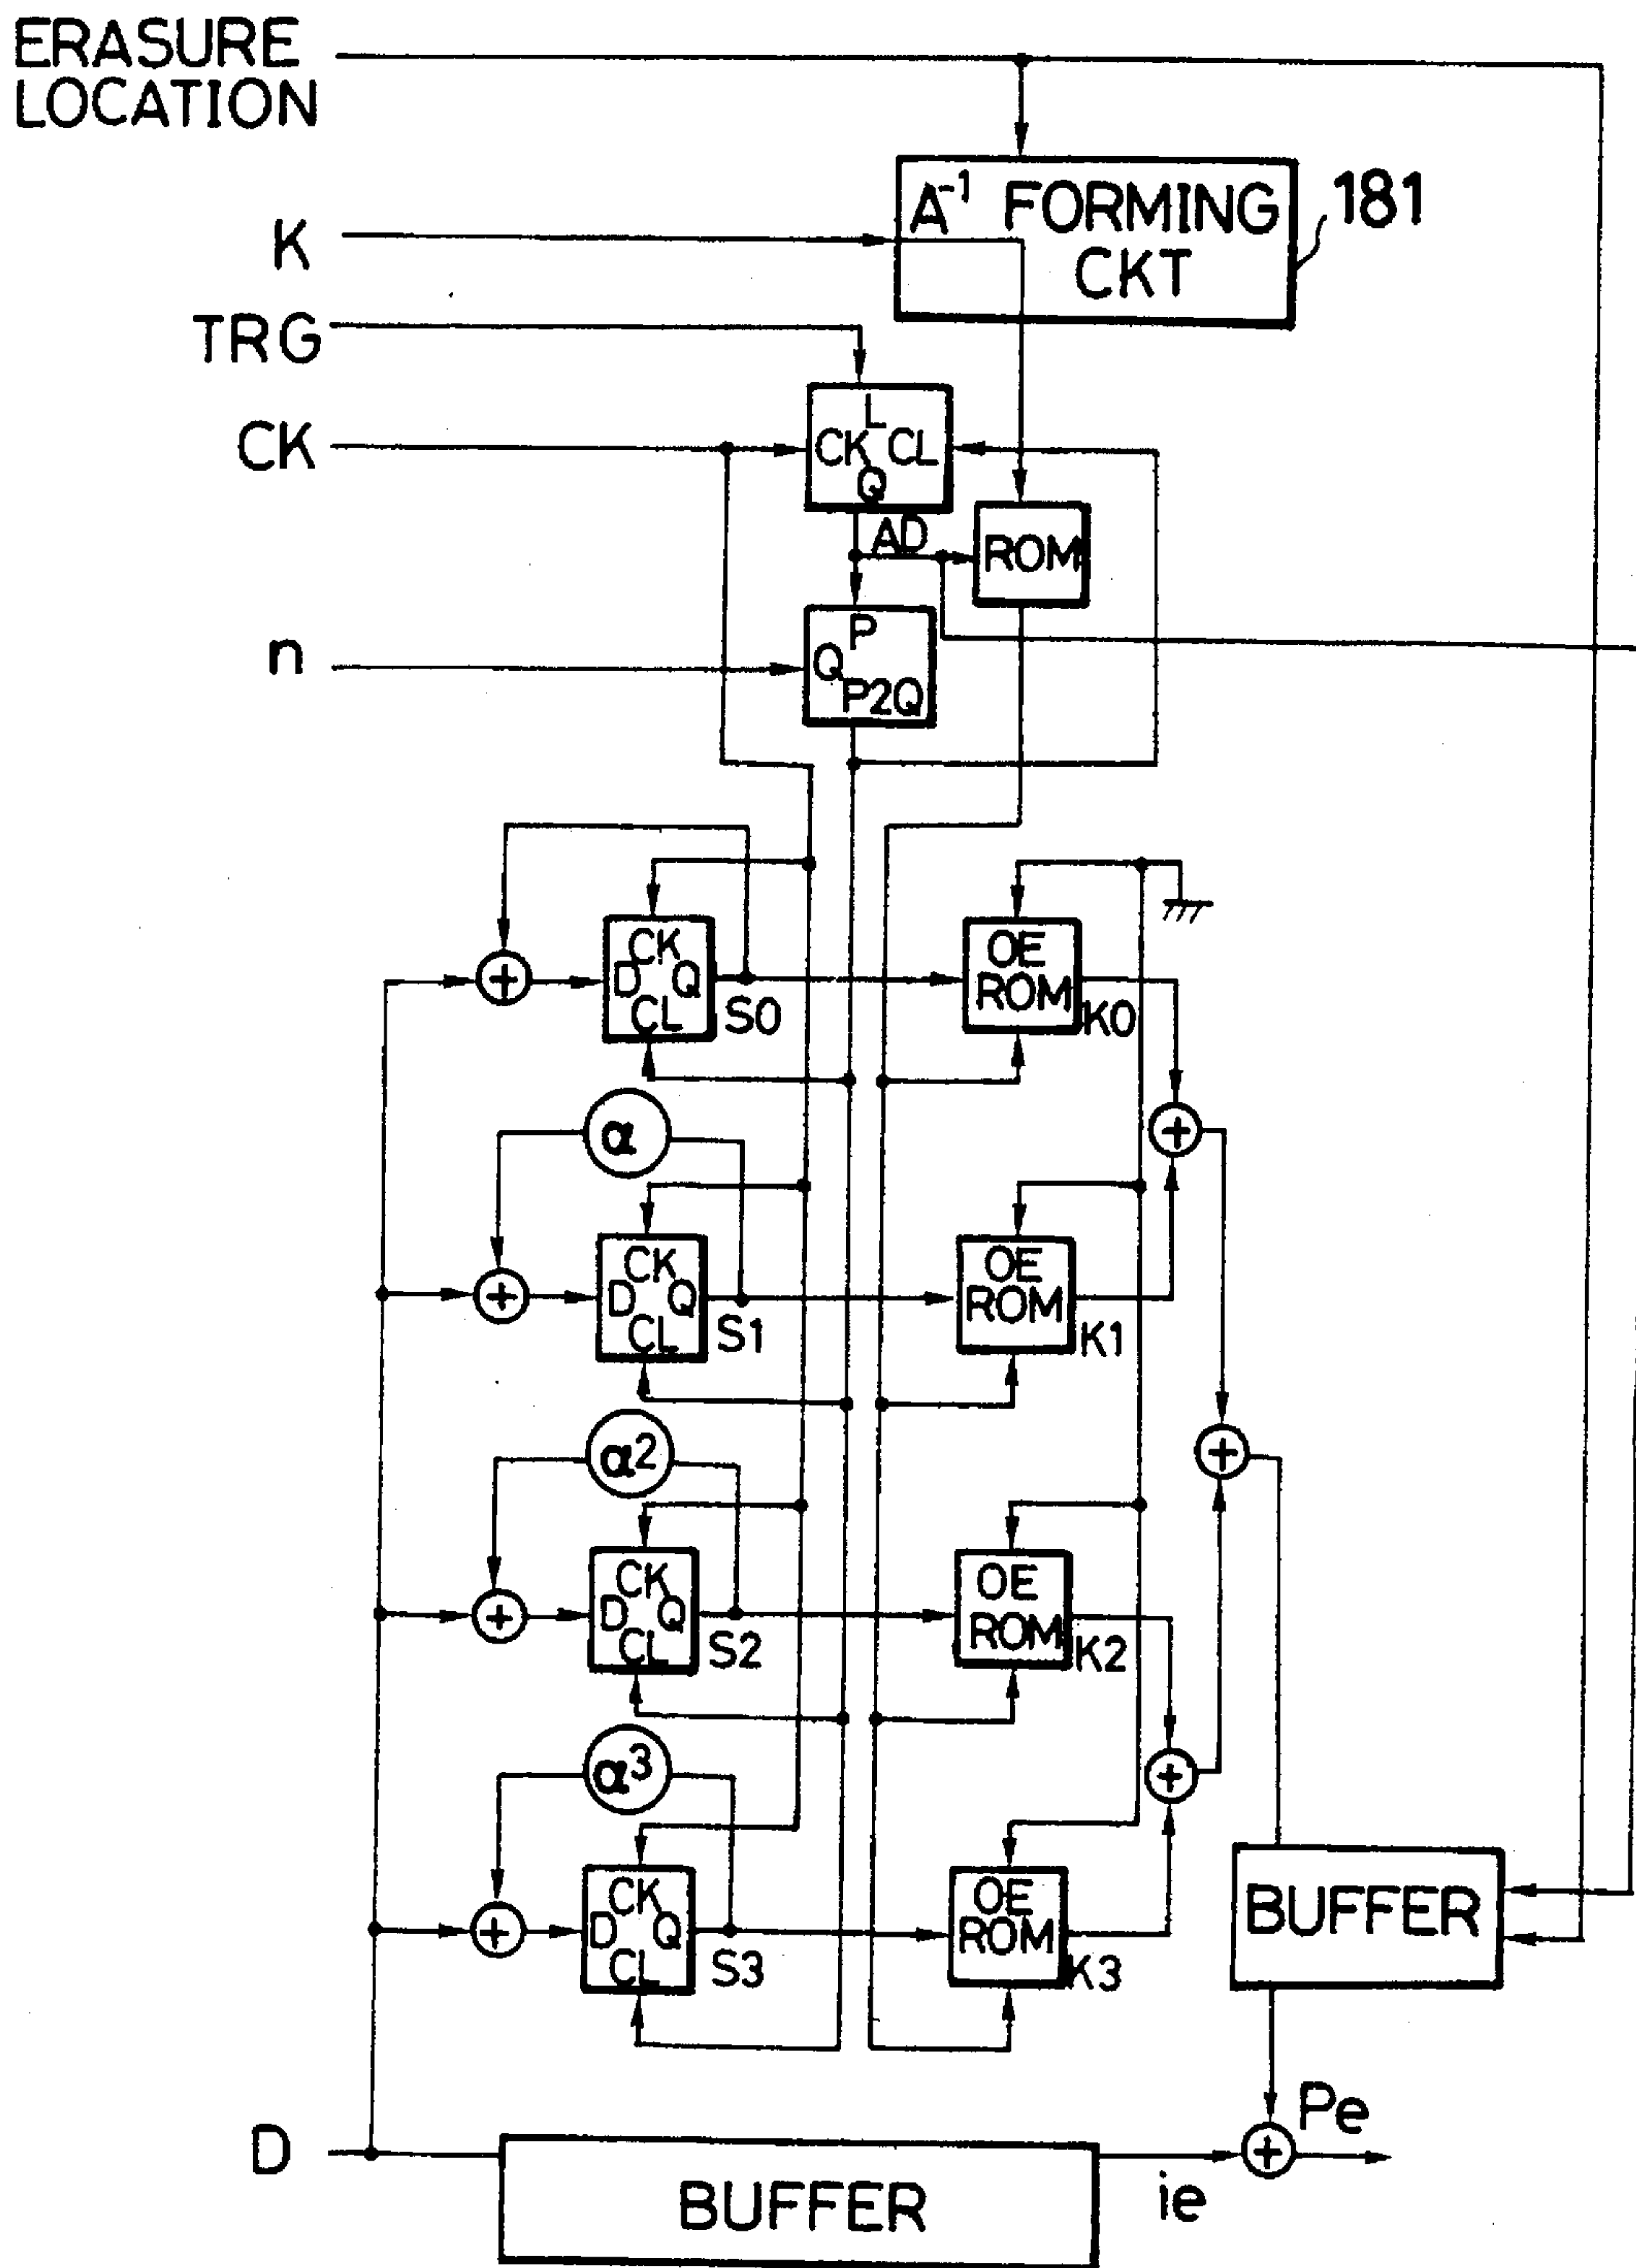 ERASURE
LOCATION
A⁻¹ FORMING
CKT
181
K
TRG
L
CK
CK CL
Q
AD
ROM
n
P
Q
P2Q
CK
D Q
CL
S0
OE
ROM
K0
α
CK
D Q
CL
S1
OE
ROM
K1
α2
CK
D Q
CL
S2
OE
ROM
K2
α3
CK
D Q
CL
S3
OE
ROM
K3
BUFFER
Pe
D
BUFFER
ie